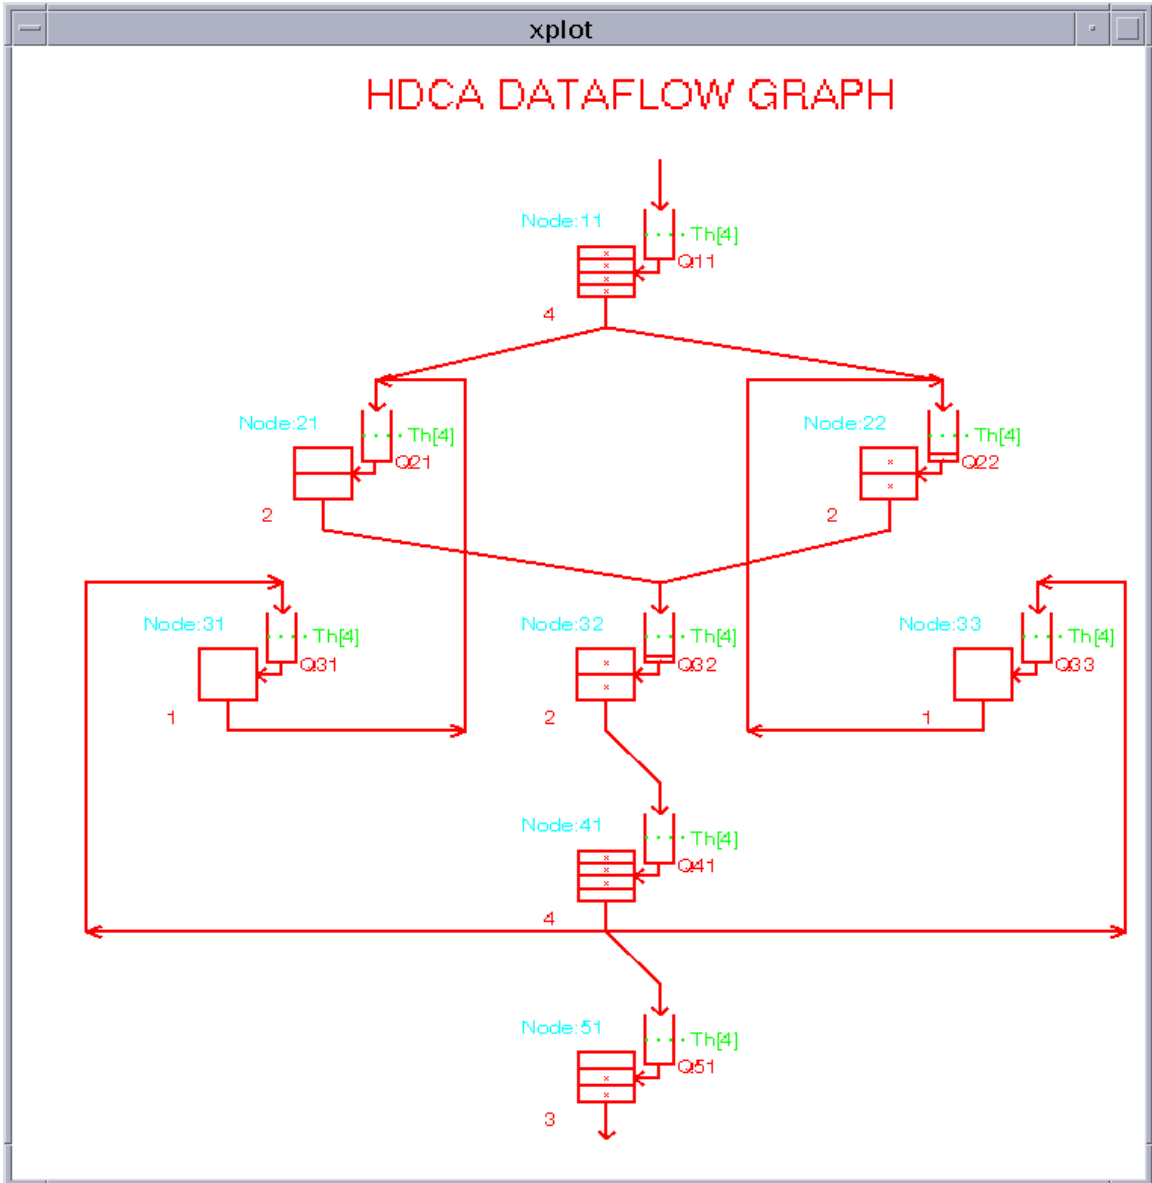 xplot
HDCA DATAFLOW GRAPH
Node:11
Th[4]
Q11
4
Node:21
Th[4]
Q21
2
Node:22
Th[4]
Q22
2
Node:31
Th[4]
Q31
1
Node:32
Th[4]
Q32
2
Node:33
Th[4]
Q33
1
Node:41
Th[4]
Q41
4
Node:51
Th[4]
Q51
3